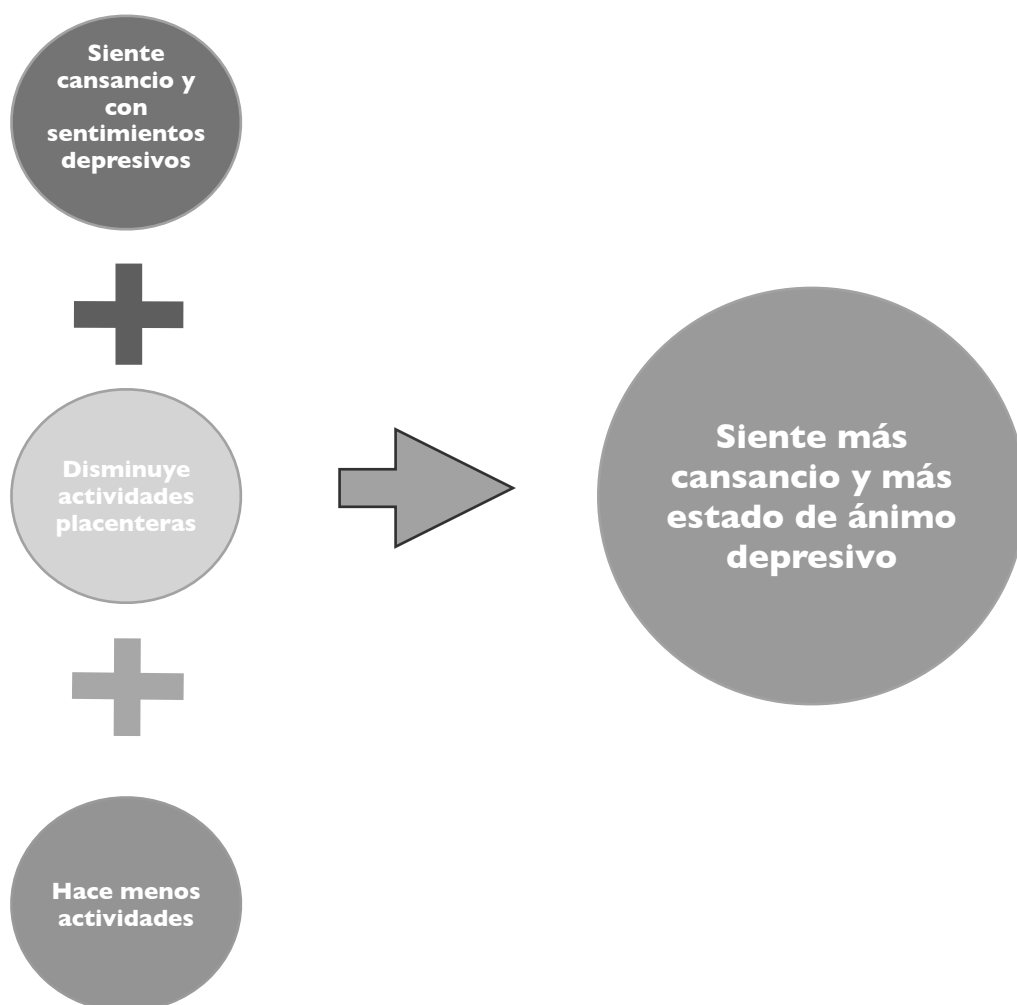 Siente
cansancio y
con
sentimientos
depresivos
Disminuye
actividades
placenteras
Hace menos
actividades
Siente más
cansancio y más
estado de ánimo
depresivo